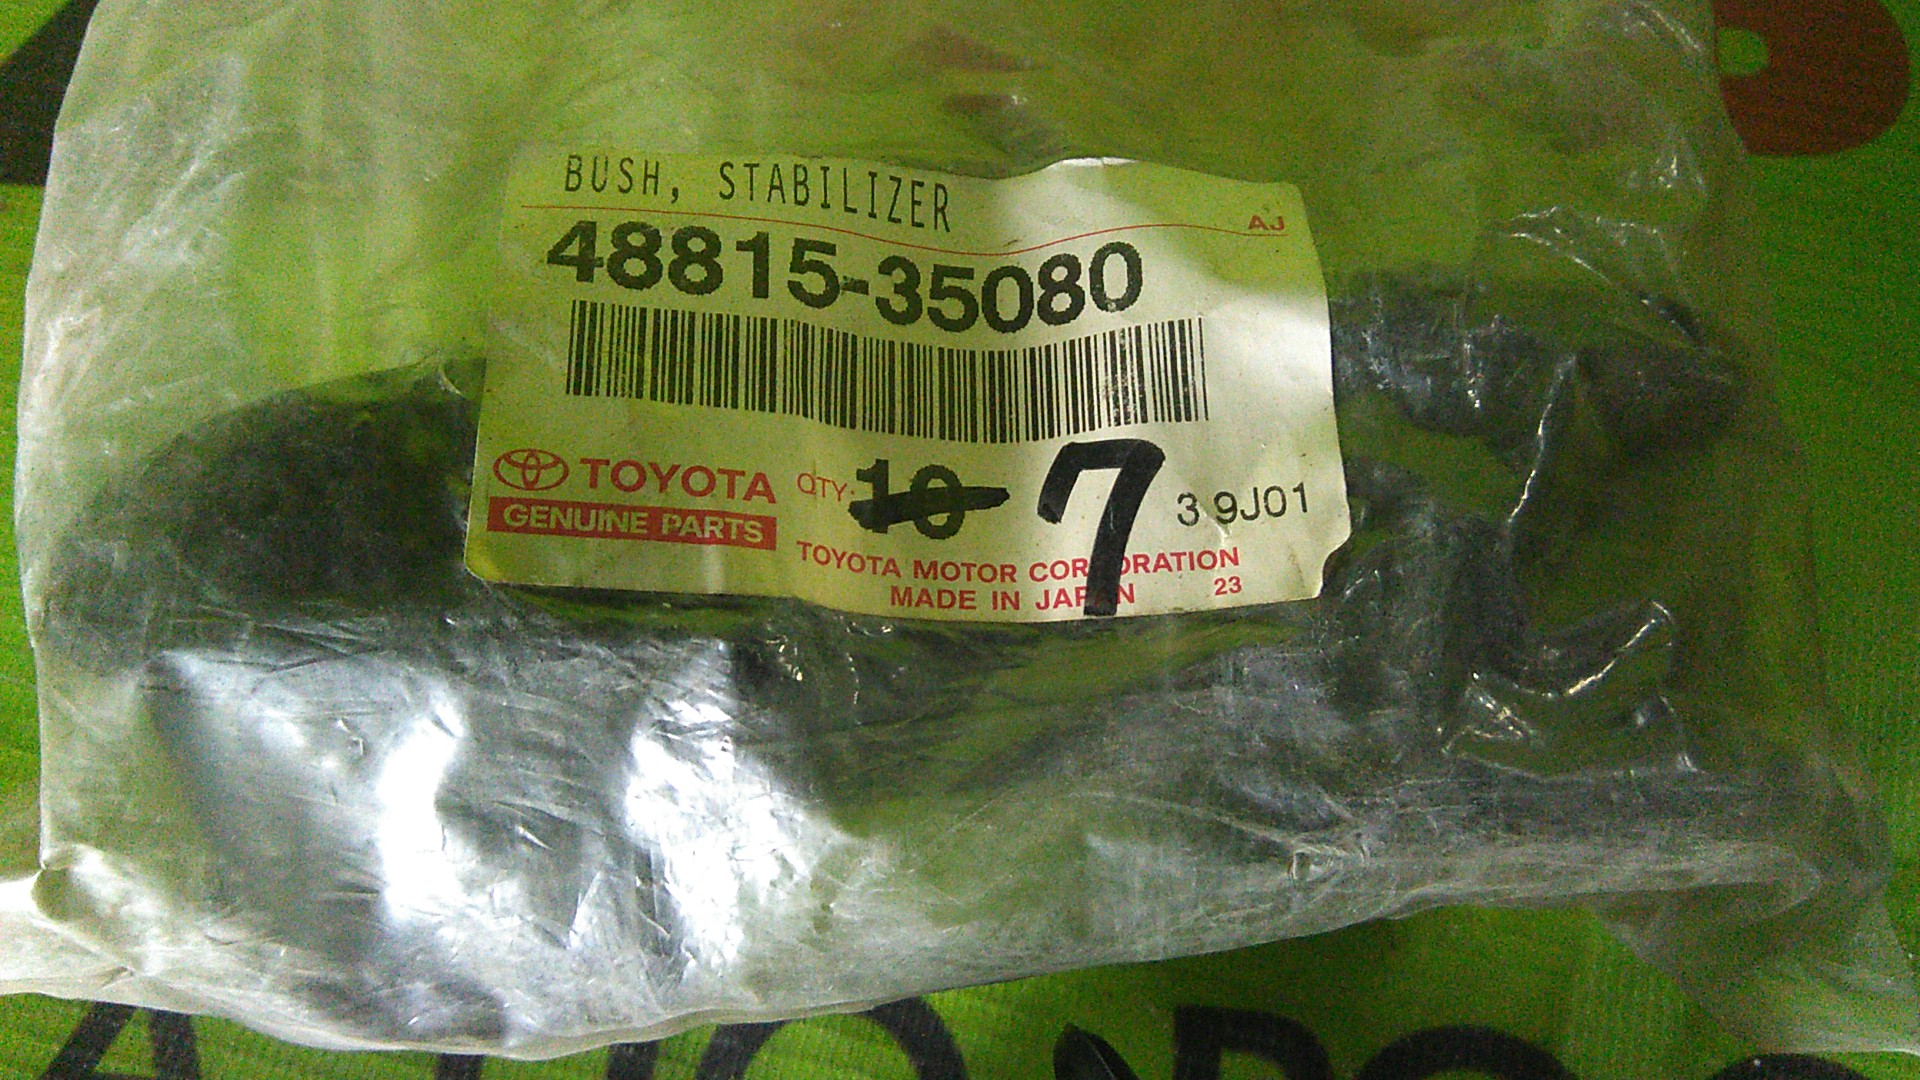 BUSH, STABILIZER
AJ
48815-35080
TOYOTA
GENUINE PARTS
QTY: 10 7
3 9J01
TOYOTA MOTOR CORPORATION
MADE IN JAPAN 23